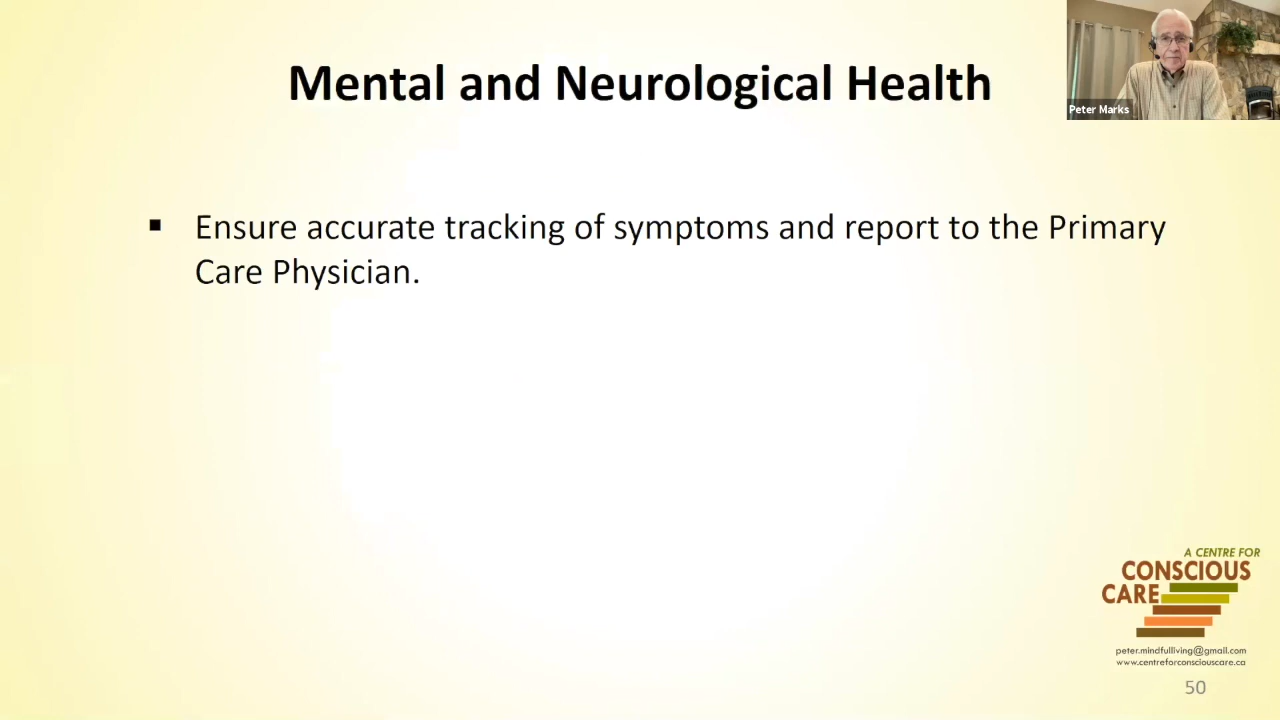 Mental and Neurological Health
Peter Marks
▪ Ensure accurate tracking of symptoms and report to the Primary
Care Physician.
A CENTRE FOR
CONSCIOUS
CARE
peter.mindfulliving@gmail.com
www.centreforconsciouscare.ca
50